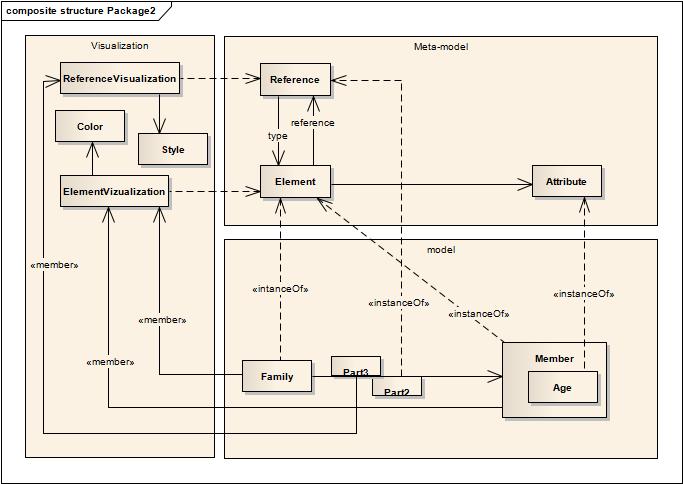 composite structure Package2
Visualization
Meta-model
ReferenceVisualization
Reference
Color
Style
type
reference
ElementVizualization
Element
Attribute
model
«member»
«intanceOf»
«instanceOf»
«instanceOf»
«instanceOf»
«member»
«member»
Family
Part3
Part2
Member
Age